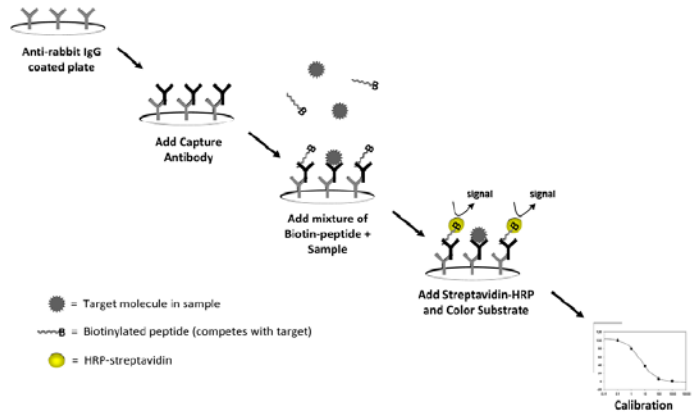 Anti-rabbit IgG
coated plate
Add Capture
Antibody
B
B
B
B
Add mixture of
Biotin-peptide +
Sample
signal
signal
B
B
Add Streptavidin-HRP
and Color Substrate
= Target molecule in sample
B = Biotinylated peptide (competes with target)
= HRP-streptavidin
Calibration